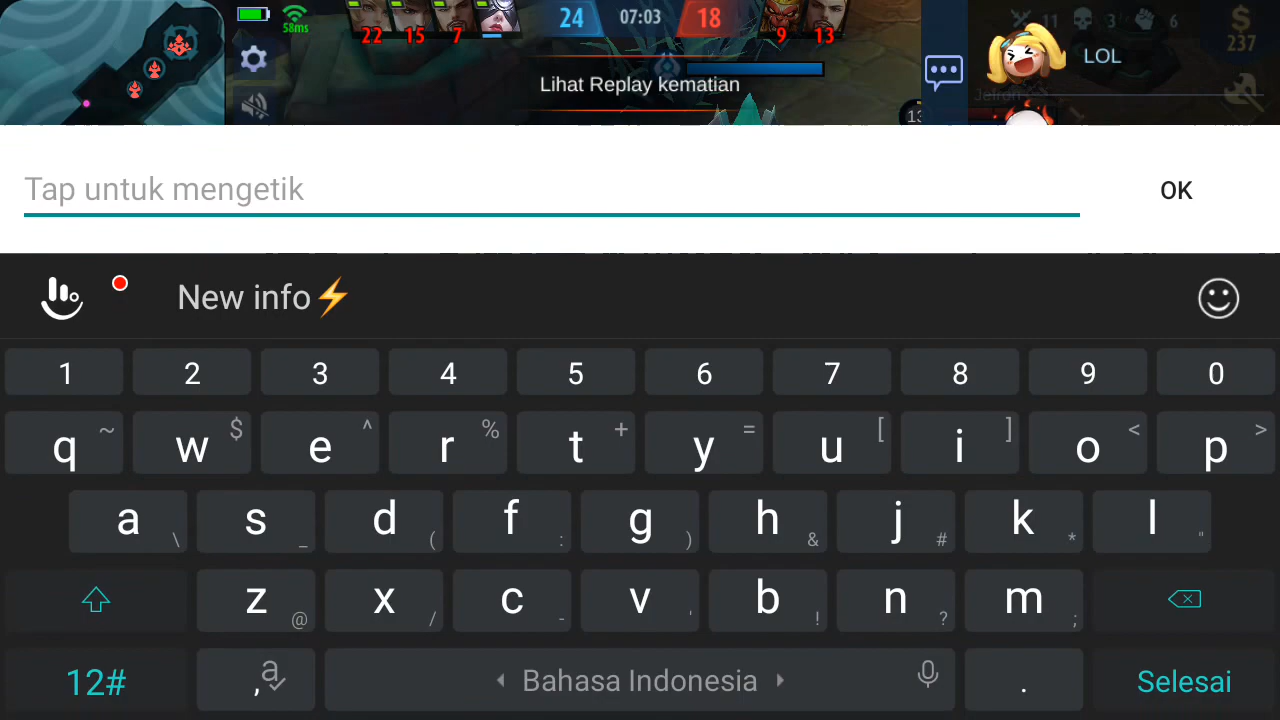 58ms
22 15 7
24 07:03 18
9 13
11 3 6
$
237
LOL
Lihat Replay kematian
13
Tap untuk mengetik
OK
New info⚡
1 2 3 4 5 6 7 8 9 0
q ~ w $ e ^ r % t + y = u [ i ] o < p >
a \ s _ d ( f : g ) h & j # k * l "
z @ x / c - v ' b ! n ? m ;
12# , a Bahasa Indonesia . Selesai